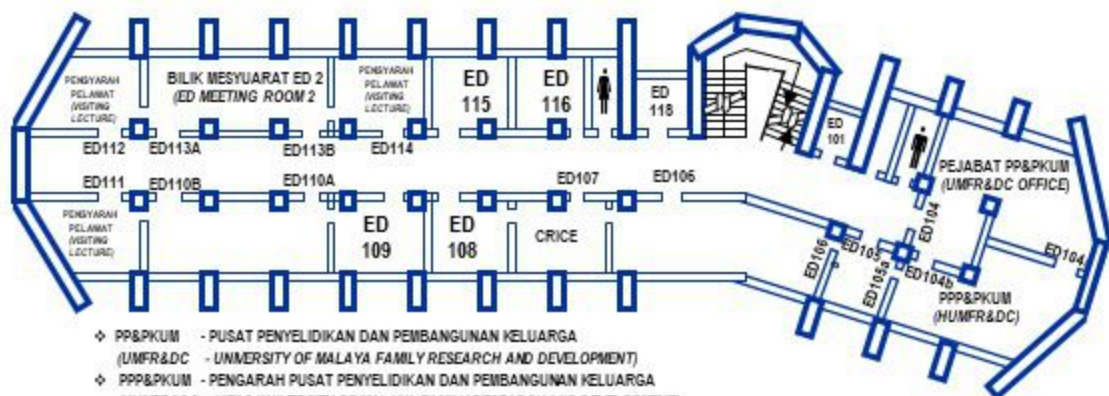 PENSYARAH
PELAWAT
(VISITING
LECTURE)
BILIK MESYUARAT ED 2
(ED MEETING ROOM 2
PENSYARAH
PELAWAT
(VISITING
LECTURE)
ED
115
ED
116
ED
118
ED
101
ED112
ED113A
ED113B
ED114
ED111
ED110B
ED110A
ED107
ED106
PENSYARAH
PELAWAT
(VISITING
LECTURE)
ED
109
ED
108
CRICE
PEJABAT PP&PKUM
(UMFR&DC OFFICE)
ED104
ED106
ED105
ED105a
ED104b
ED104
PPP&PKUM
(HUMFR&DC)
❖ PP&PKUM - PUSAT PENYELIDIKAN DAN PEMBANGUNAN KELUARGA
(UMFR&DC - UNIVERSITY OF MALAYA FAMILY RESEARCH AND DEVELOPMENT)
❖ PPP&PKUM - PENGARAH PUSAT PENYELIDIKAN DAN PEMBANGUNAN KELUARGA